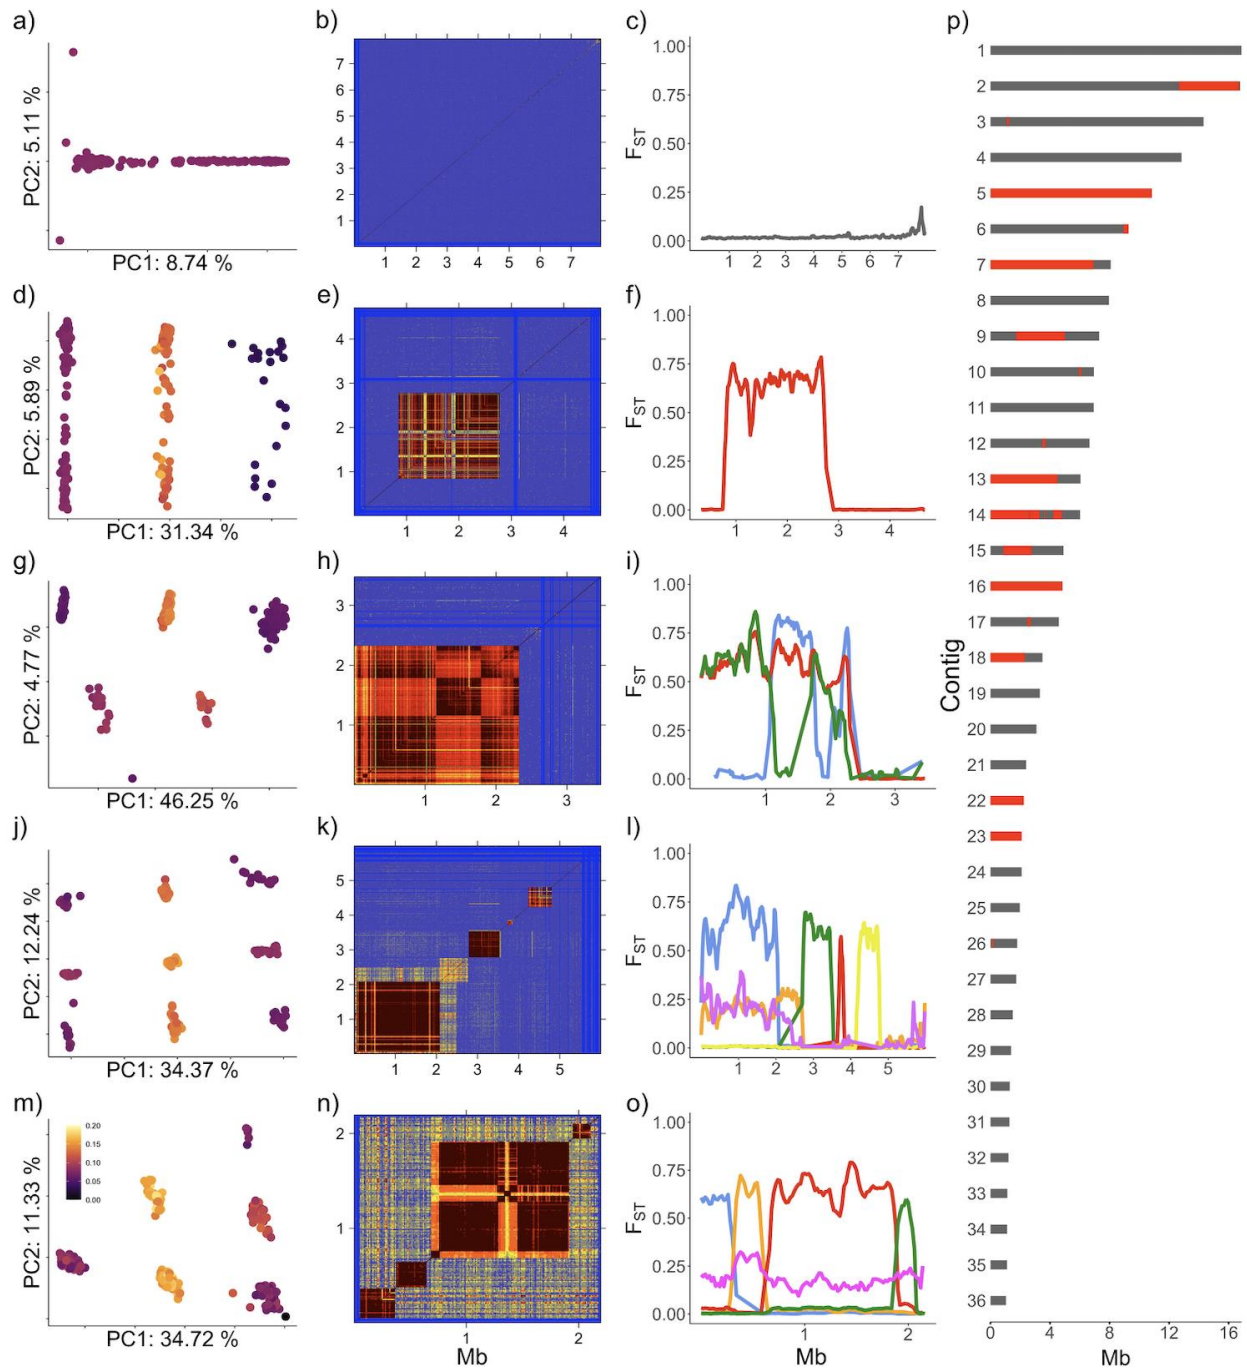 a)
PC2: 5.11 %
PC1: 8.74 %
b)
7
6
5
4
3
2
1
1 2 3 4 5 6 7
c)
1.00
0.75
0.50
0.25
0.00
FST
1 2 3 4 5 6 7
d)
PC2: 5.89 %
PC1: 31.34 %
e)
4
3
2
1
1 2 3 4
f)
1.00
0.75
0.50
0.25
0.00
FST
1 2 3 4
g)
PC2: 4.77 %
PC1: 46.25 %
h)
3
2
1
1 2 3
i)
1.00
0.75
0.50
0.25
0.00
FST
1 2 3
j)
PC2: 12.24 %
PC1: 34.37 %
k)
5
4
3
2
1
1 2 3 4 5
l)
1.00
0.75
0.50
0.25
0.00
FST
1 2 3 4 5
m)
0.20
0.15
0.10
0.05
0.00
PC2: 11.33 %
PC1: 34.72 %
n)
2
1
1 2
Mb
o)
1.00
0.75
0.50
0.25
0.00
FST
1 2
Mb
p)
1
2
3
4
5
6
7
8
9
10
11
12
13
14
15
16
17
18
19
20
21
22
23
24
25
26
27
28
29
30
31
32
33
34
35
36
Contig
0 4 8 12 16
Mb